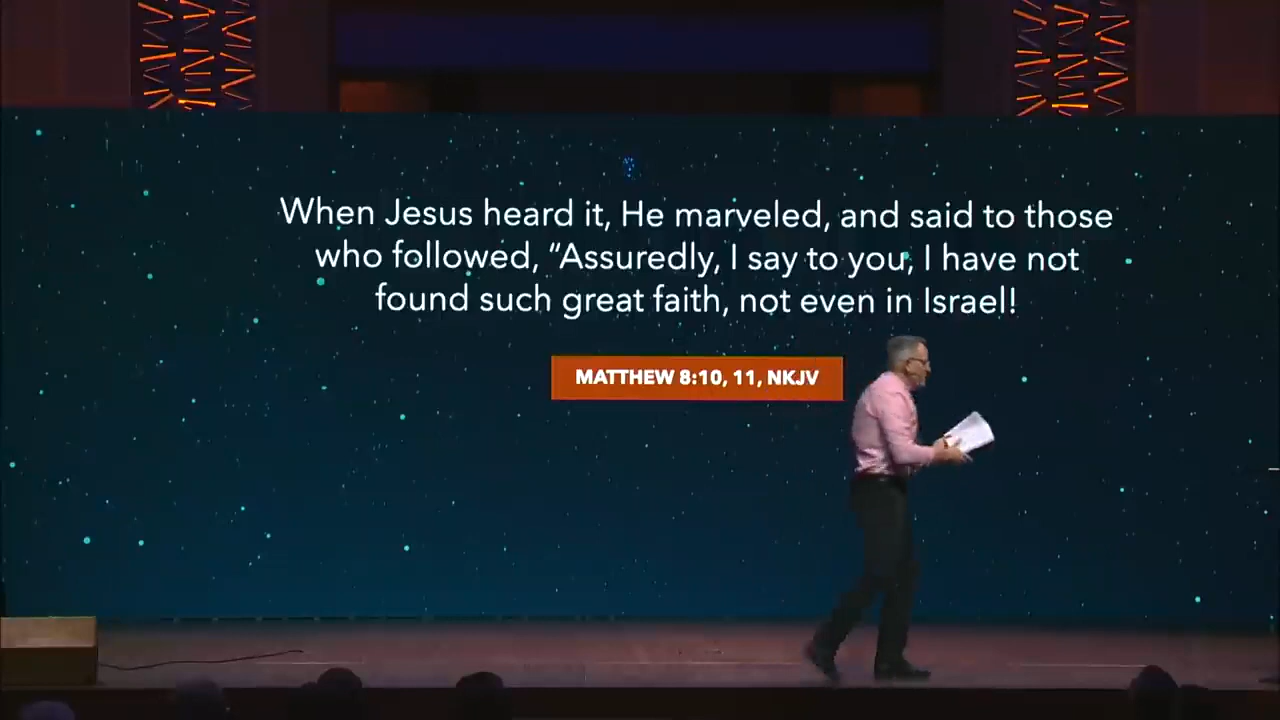 When Jesus heard it, He marveled, and said to those
who followed, “Assuredly, I say to you, I have not
found such great faith, not even in Israel!
MATTHEW 8:10, 11, NKJV